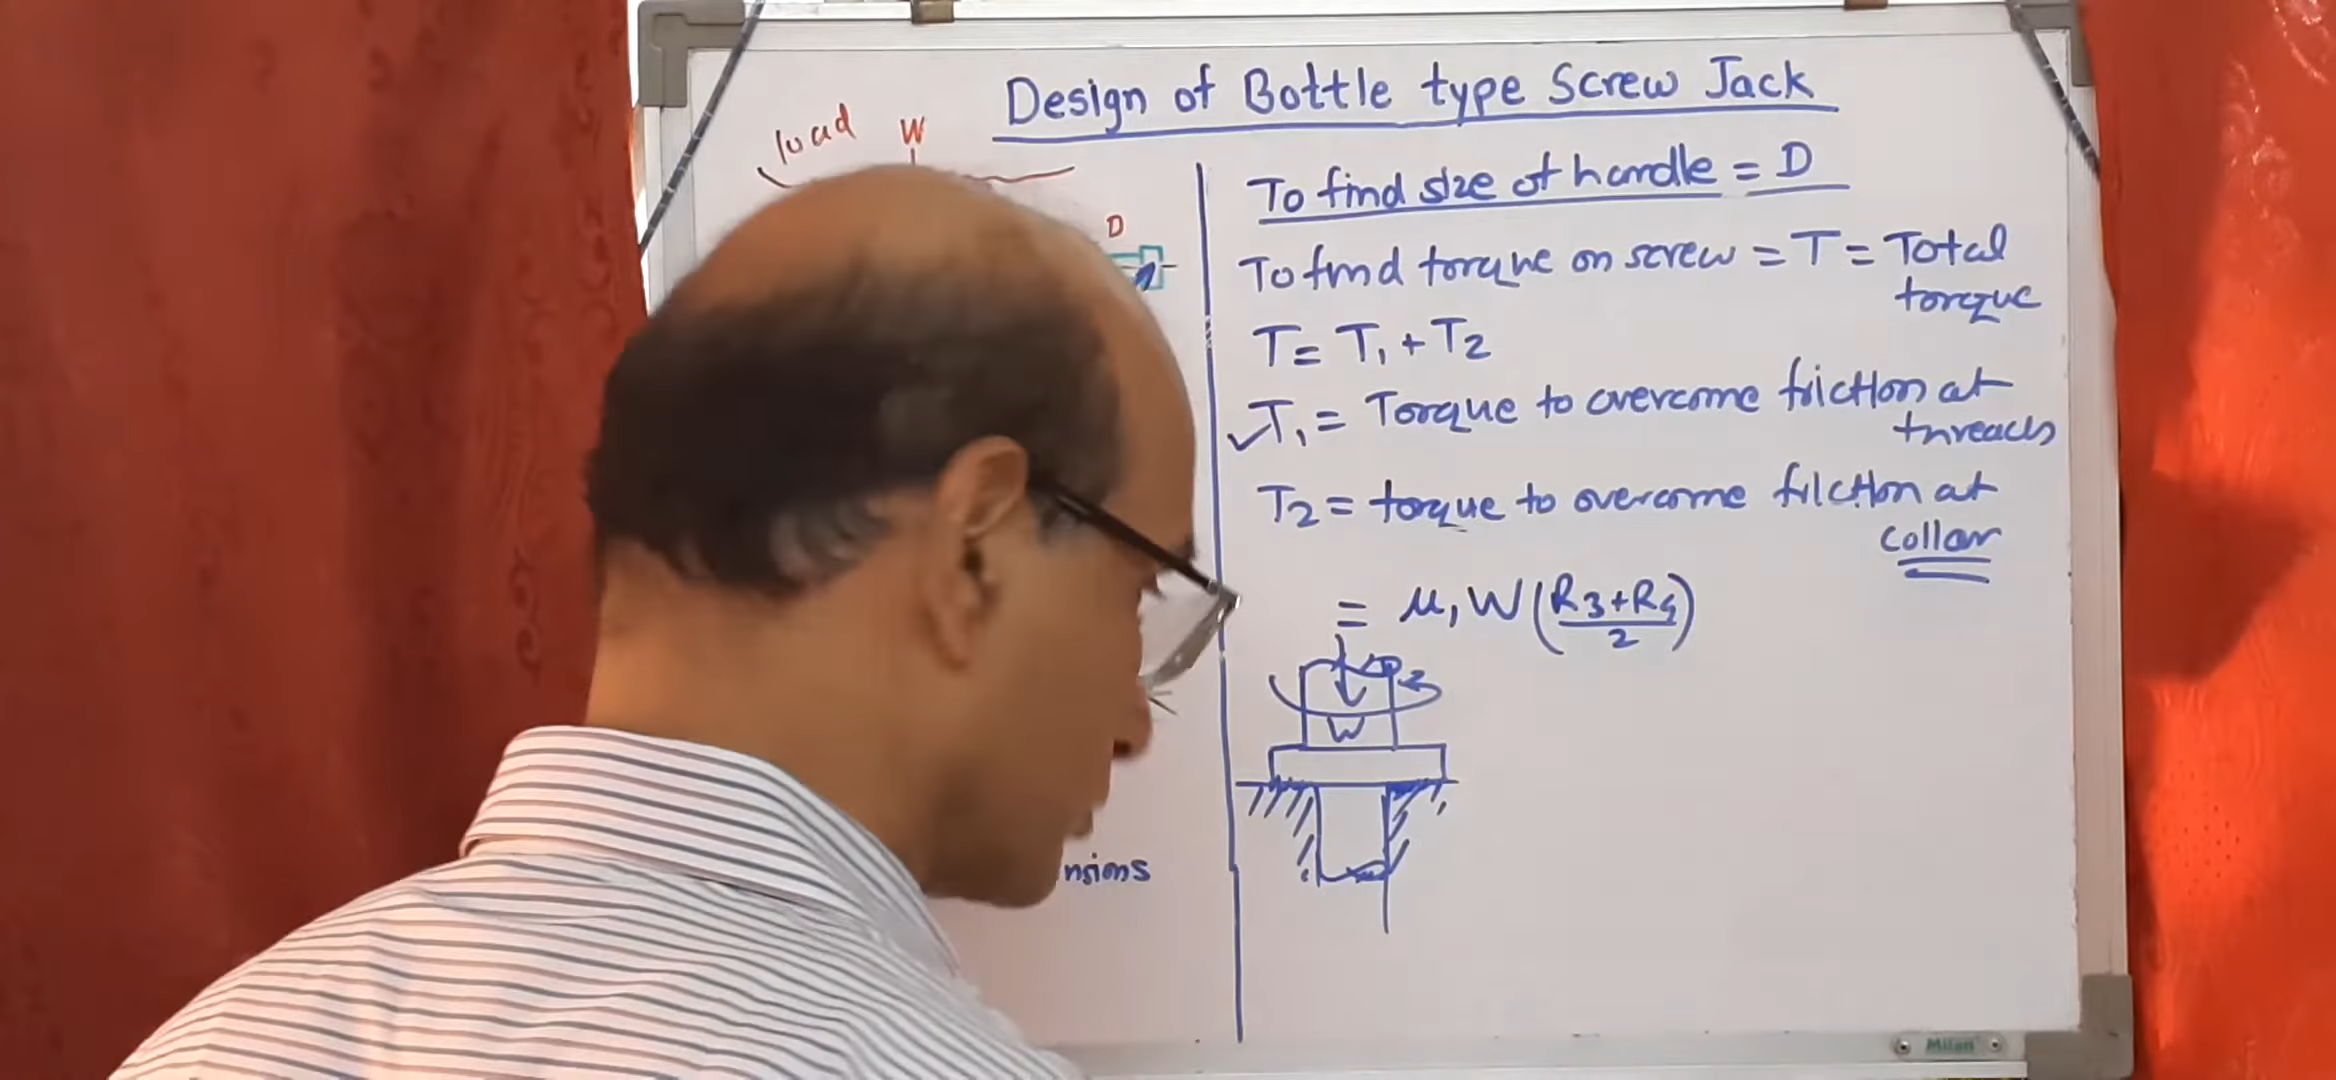 Design of Bottle type Screw Jack
load W
D
nsions
To find size of handle = D
To find torque on screw = T = Total
torque
T = T₁ + T₂
✓T₁ = Torque to overcome friction at
threads
T₂ = torque to overcome friction at
collar
= μ₁ W (R₃+R₄/2)
W
Milan